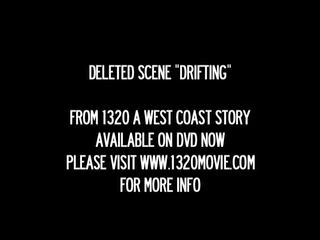 DELETED SCENE "DRIFTING"
FROM 1320 A WEST COAST STORY
AVAILABLE ON DVD NOW
PLEASE VISIT WWW.1320MOVIE.COM
FOR MORE INFO